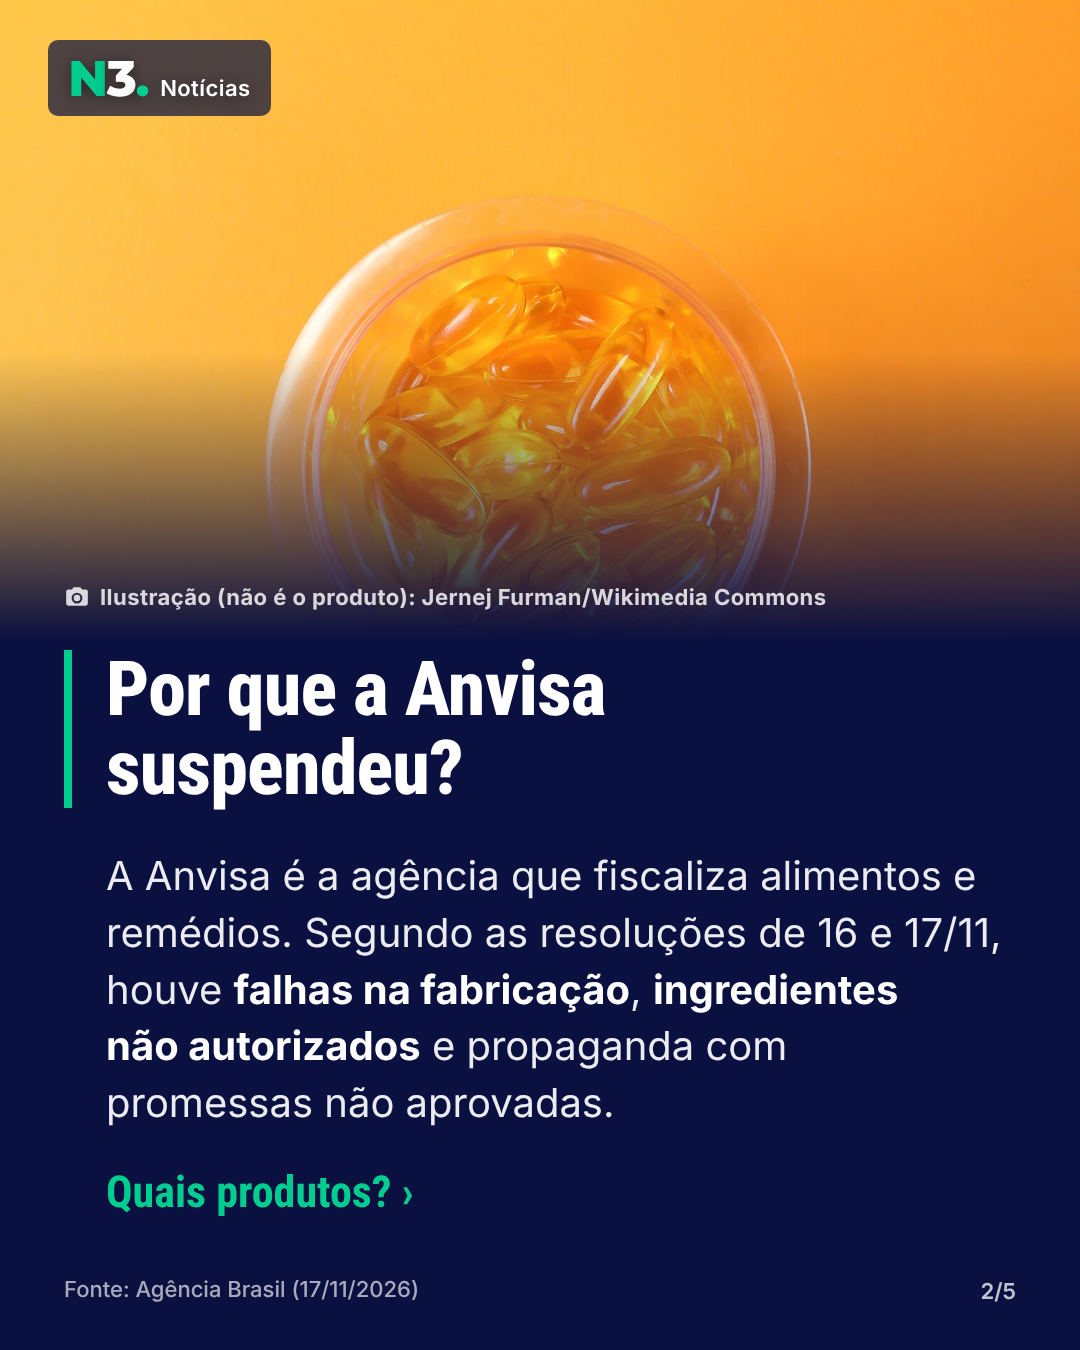 N3. Notícias
Ilustração (não é o produto): Jernej Furman/Wikimedia Commons
Por que a Anvisa
suspendeu?
A Anvisa é a agência que fiscaliza alimentos e
remédios. Segundo as resoluções de 16 e 17/11,
houve falhas na fabricação, ingredientes
não autorizados e propaganda com
promessas não aprovadas.
Quais produtos? ›
Fonte: Agência Brasil (17/11/2026)
2/5